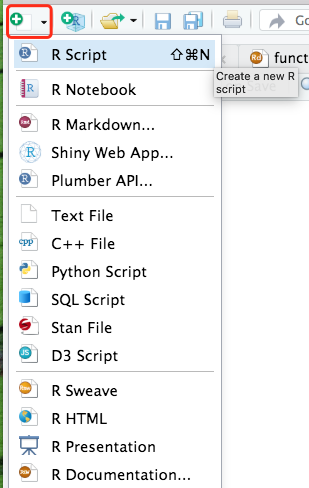 Go
R Script ⇧⌘N
funct
Create a new R
script
Save
R Notebook
R Markdown...
Shiny Web App...
Plumber API...
Text File
C++ File
Python Script
SQL Script
Stan File
D3 Script
R Sweave
R HTML
R Presentation
R Documentation...